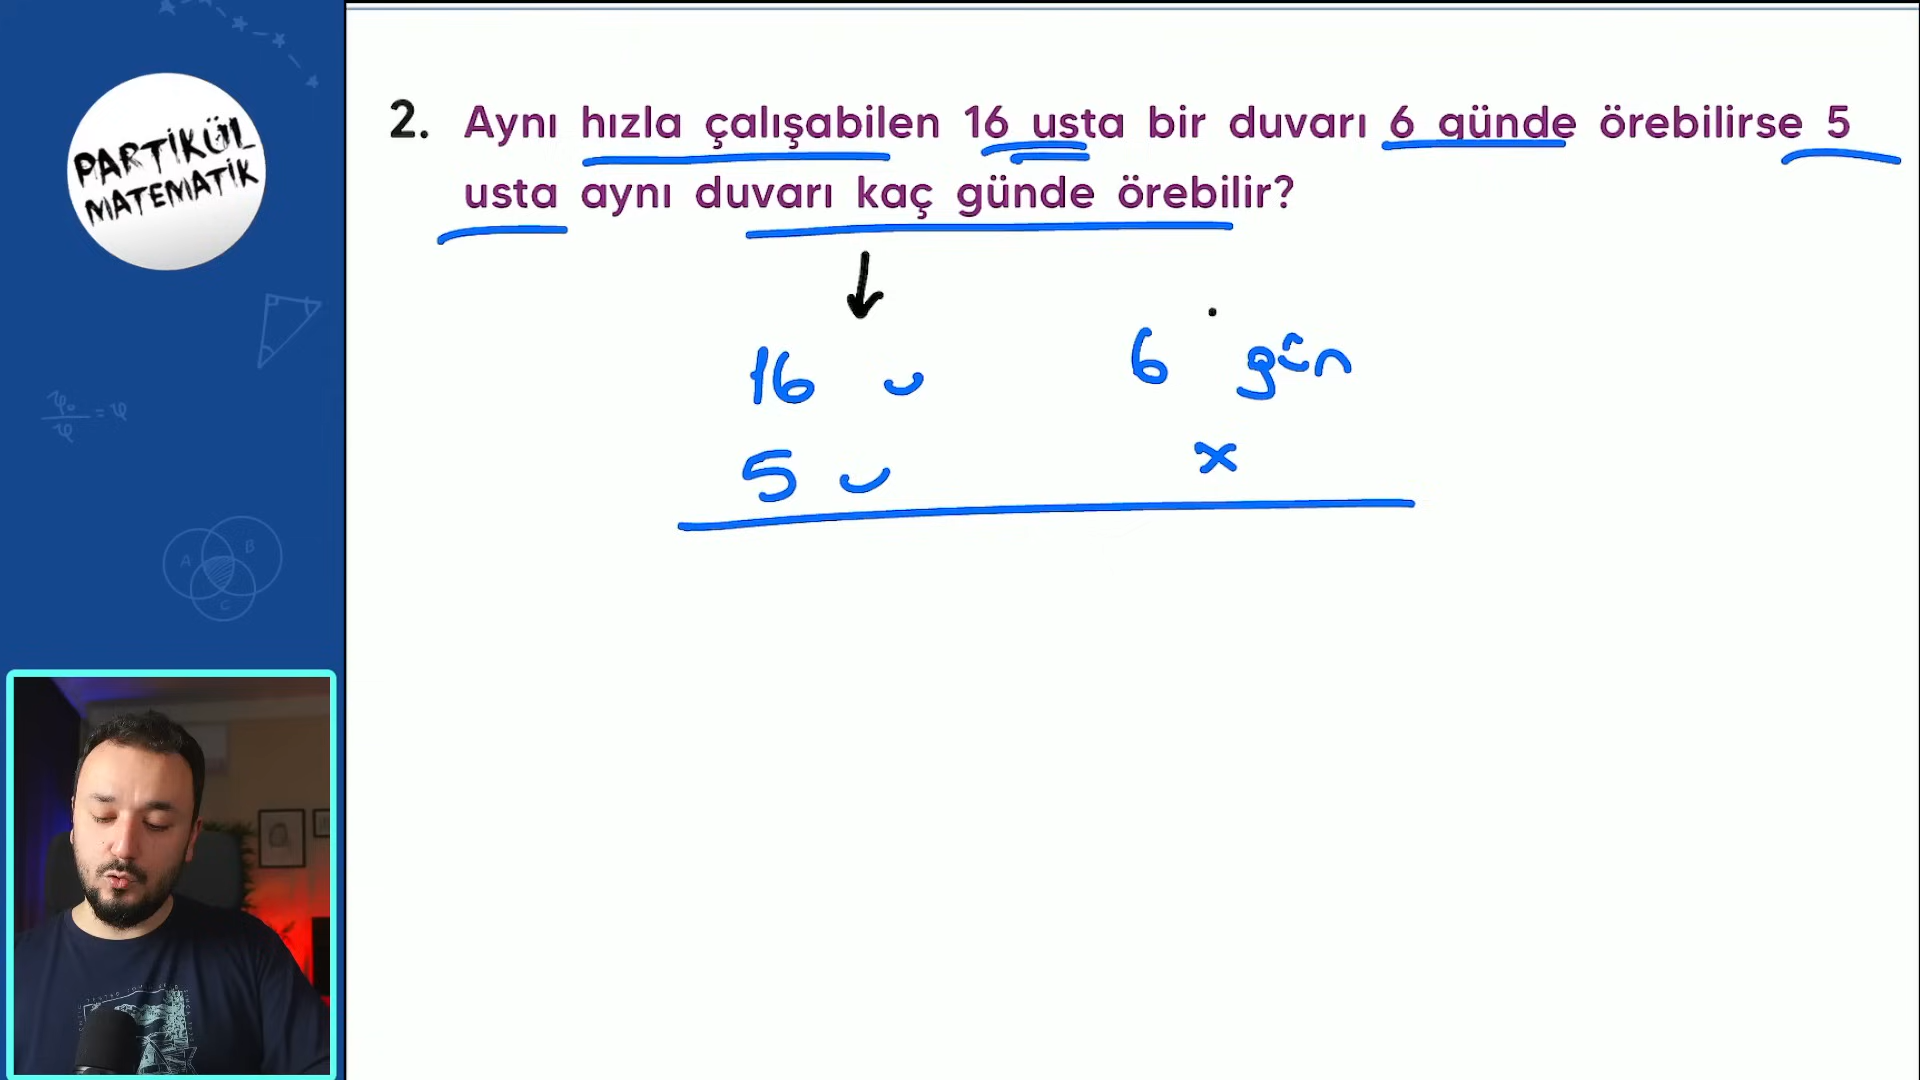 PARTİKÜL
MATEMATİK
2. Aynı hızla çalışabilen 16 usta bir duvarı 6 günde örebilirse 5
usta aynı duvarı kaç günde örebilir?
16 u 6 gün
5 u x
A B
C